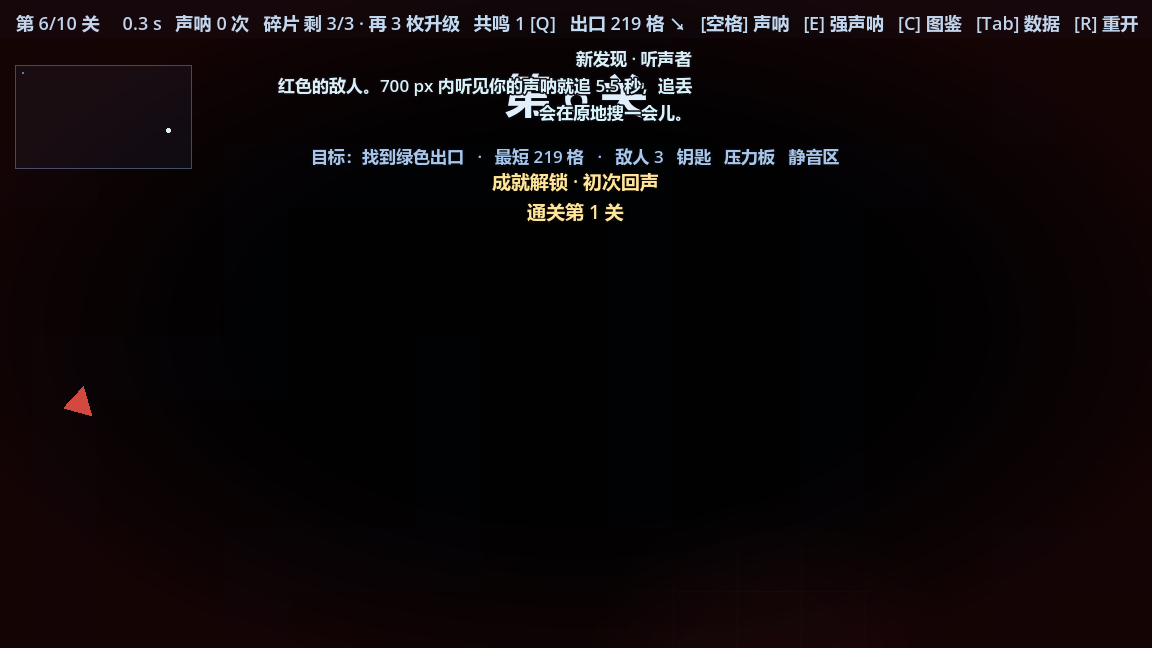 第 6/10 关 0.3 s 声呐 0 次 碎片 剩 3/3 · 再 3 枚升级 共鸣 1 [Q] 出口 219 格 ↘ [空格] 声呐 [E] 强声呐 [C] 图鉴 [Tab] 数据 [R] 重开
新发现 · 听声者
红色的敌人。700 px 内听见你的声呐就追 5.5 秒，追丢
会在原地搜一会儿。
第 6 关
目标：找到绿色出口 · 最短 219 格 · 敌人 3 钥匙 压力板 静音区
成就解锁 · 初次回声
通关第 1 关